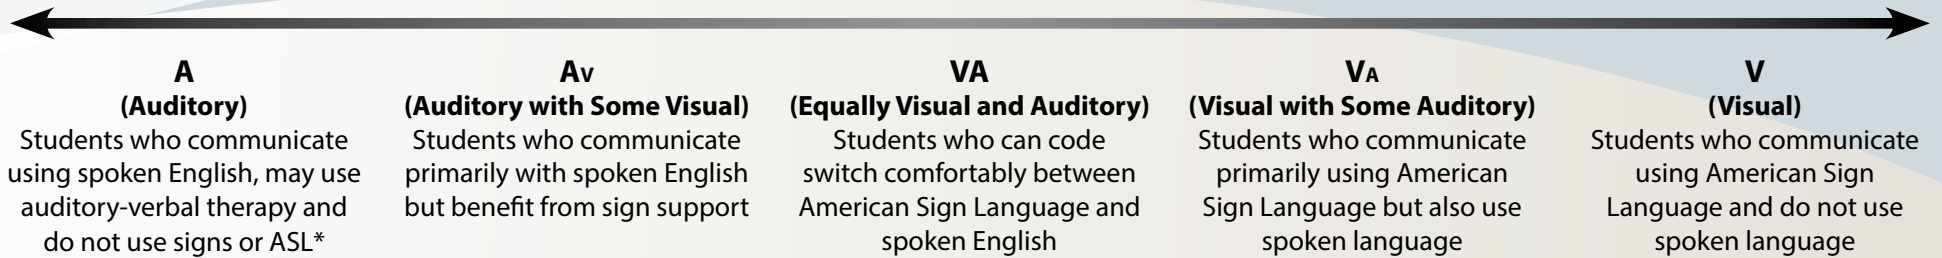 A
(Auditory)
Students who communicate
using spoken English, may use
auditory-verbal therapy and
do not use signs or ASL*
Av
(Auditory with Some Visual)
Students who communicate
primarily with spoken English
but benefit from sign support
VA
(Equally Visual and Auditory)
Students who can code
switch comfortably between
American Sign Language and
spoken English
VA
(Visual with Some Auditory)
Students who communicate
primarily using American
Sign Language but also use
spoken language
V
(Visual)
Students who communicate
using American Sign
Language and do not use
spoken language